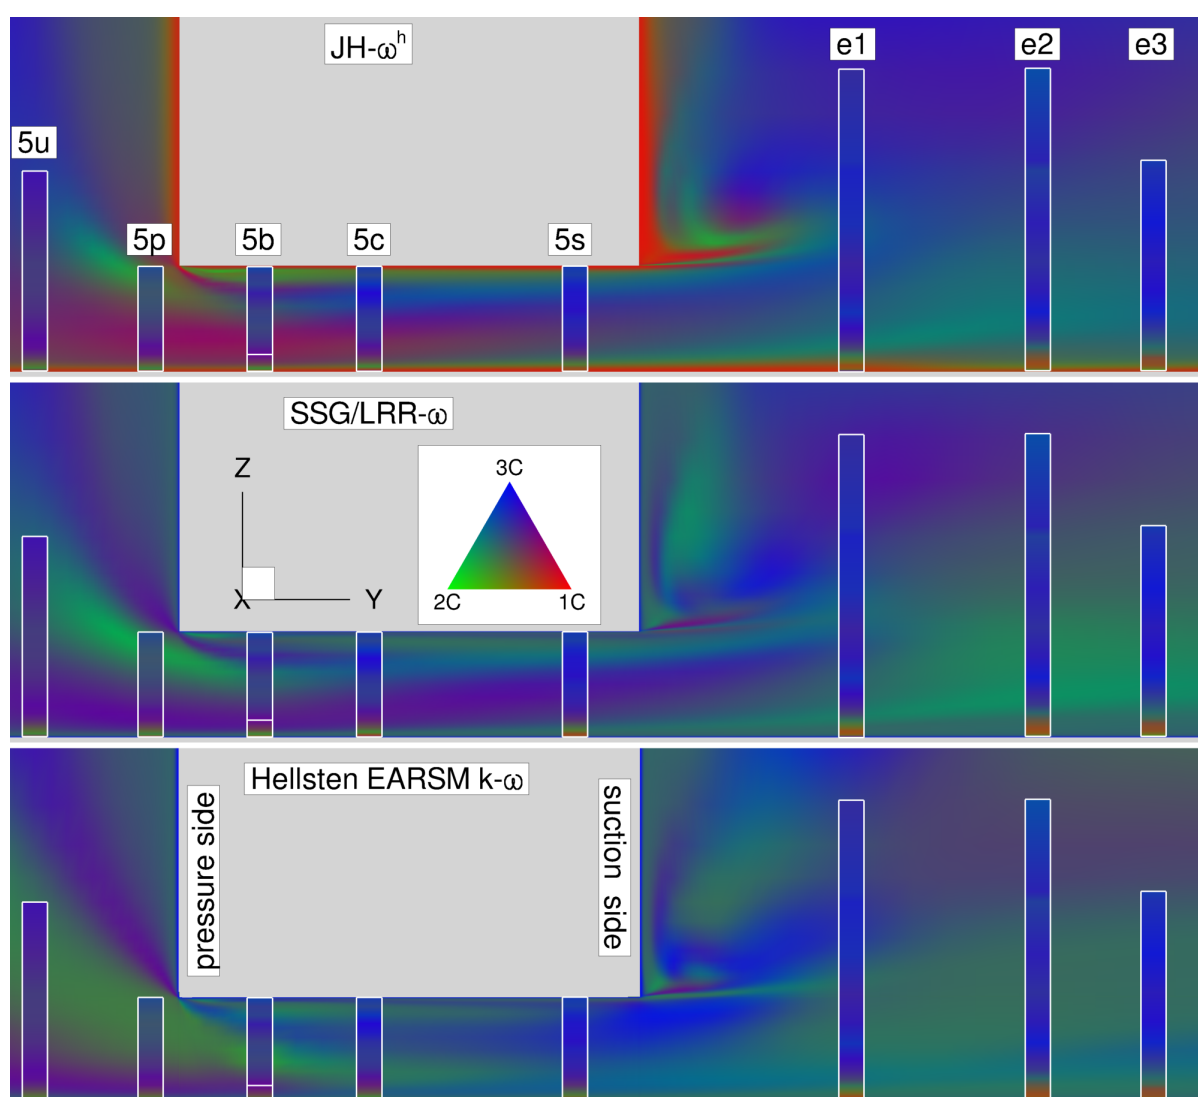 JH-ωʰ
e1
e2
e3
5u
5p
5b
5c
5s
SSG/LRR-ω
Z
X
Y
3C
2C
1C
Hellsten EARSM k-ω
pressure side
suction side